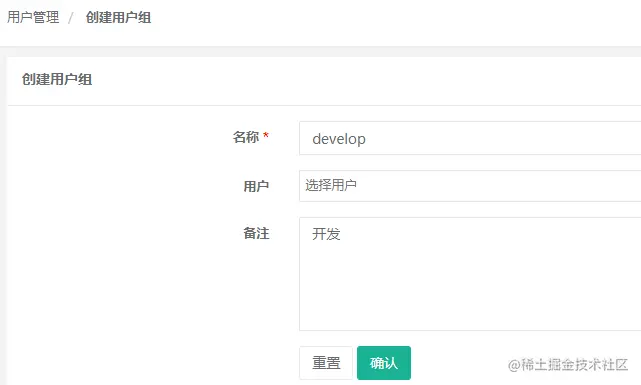 用户管理 / 创建用户组
创建用户组
名称 * develop
用户 选择用户
备注 开发
重置 确认
@稀土掘金技术社区